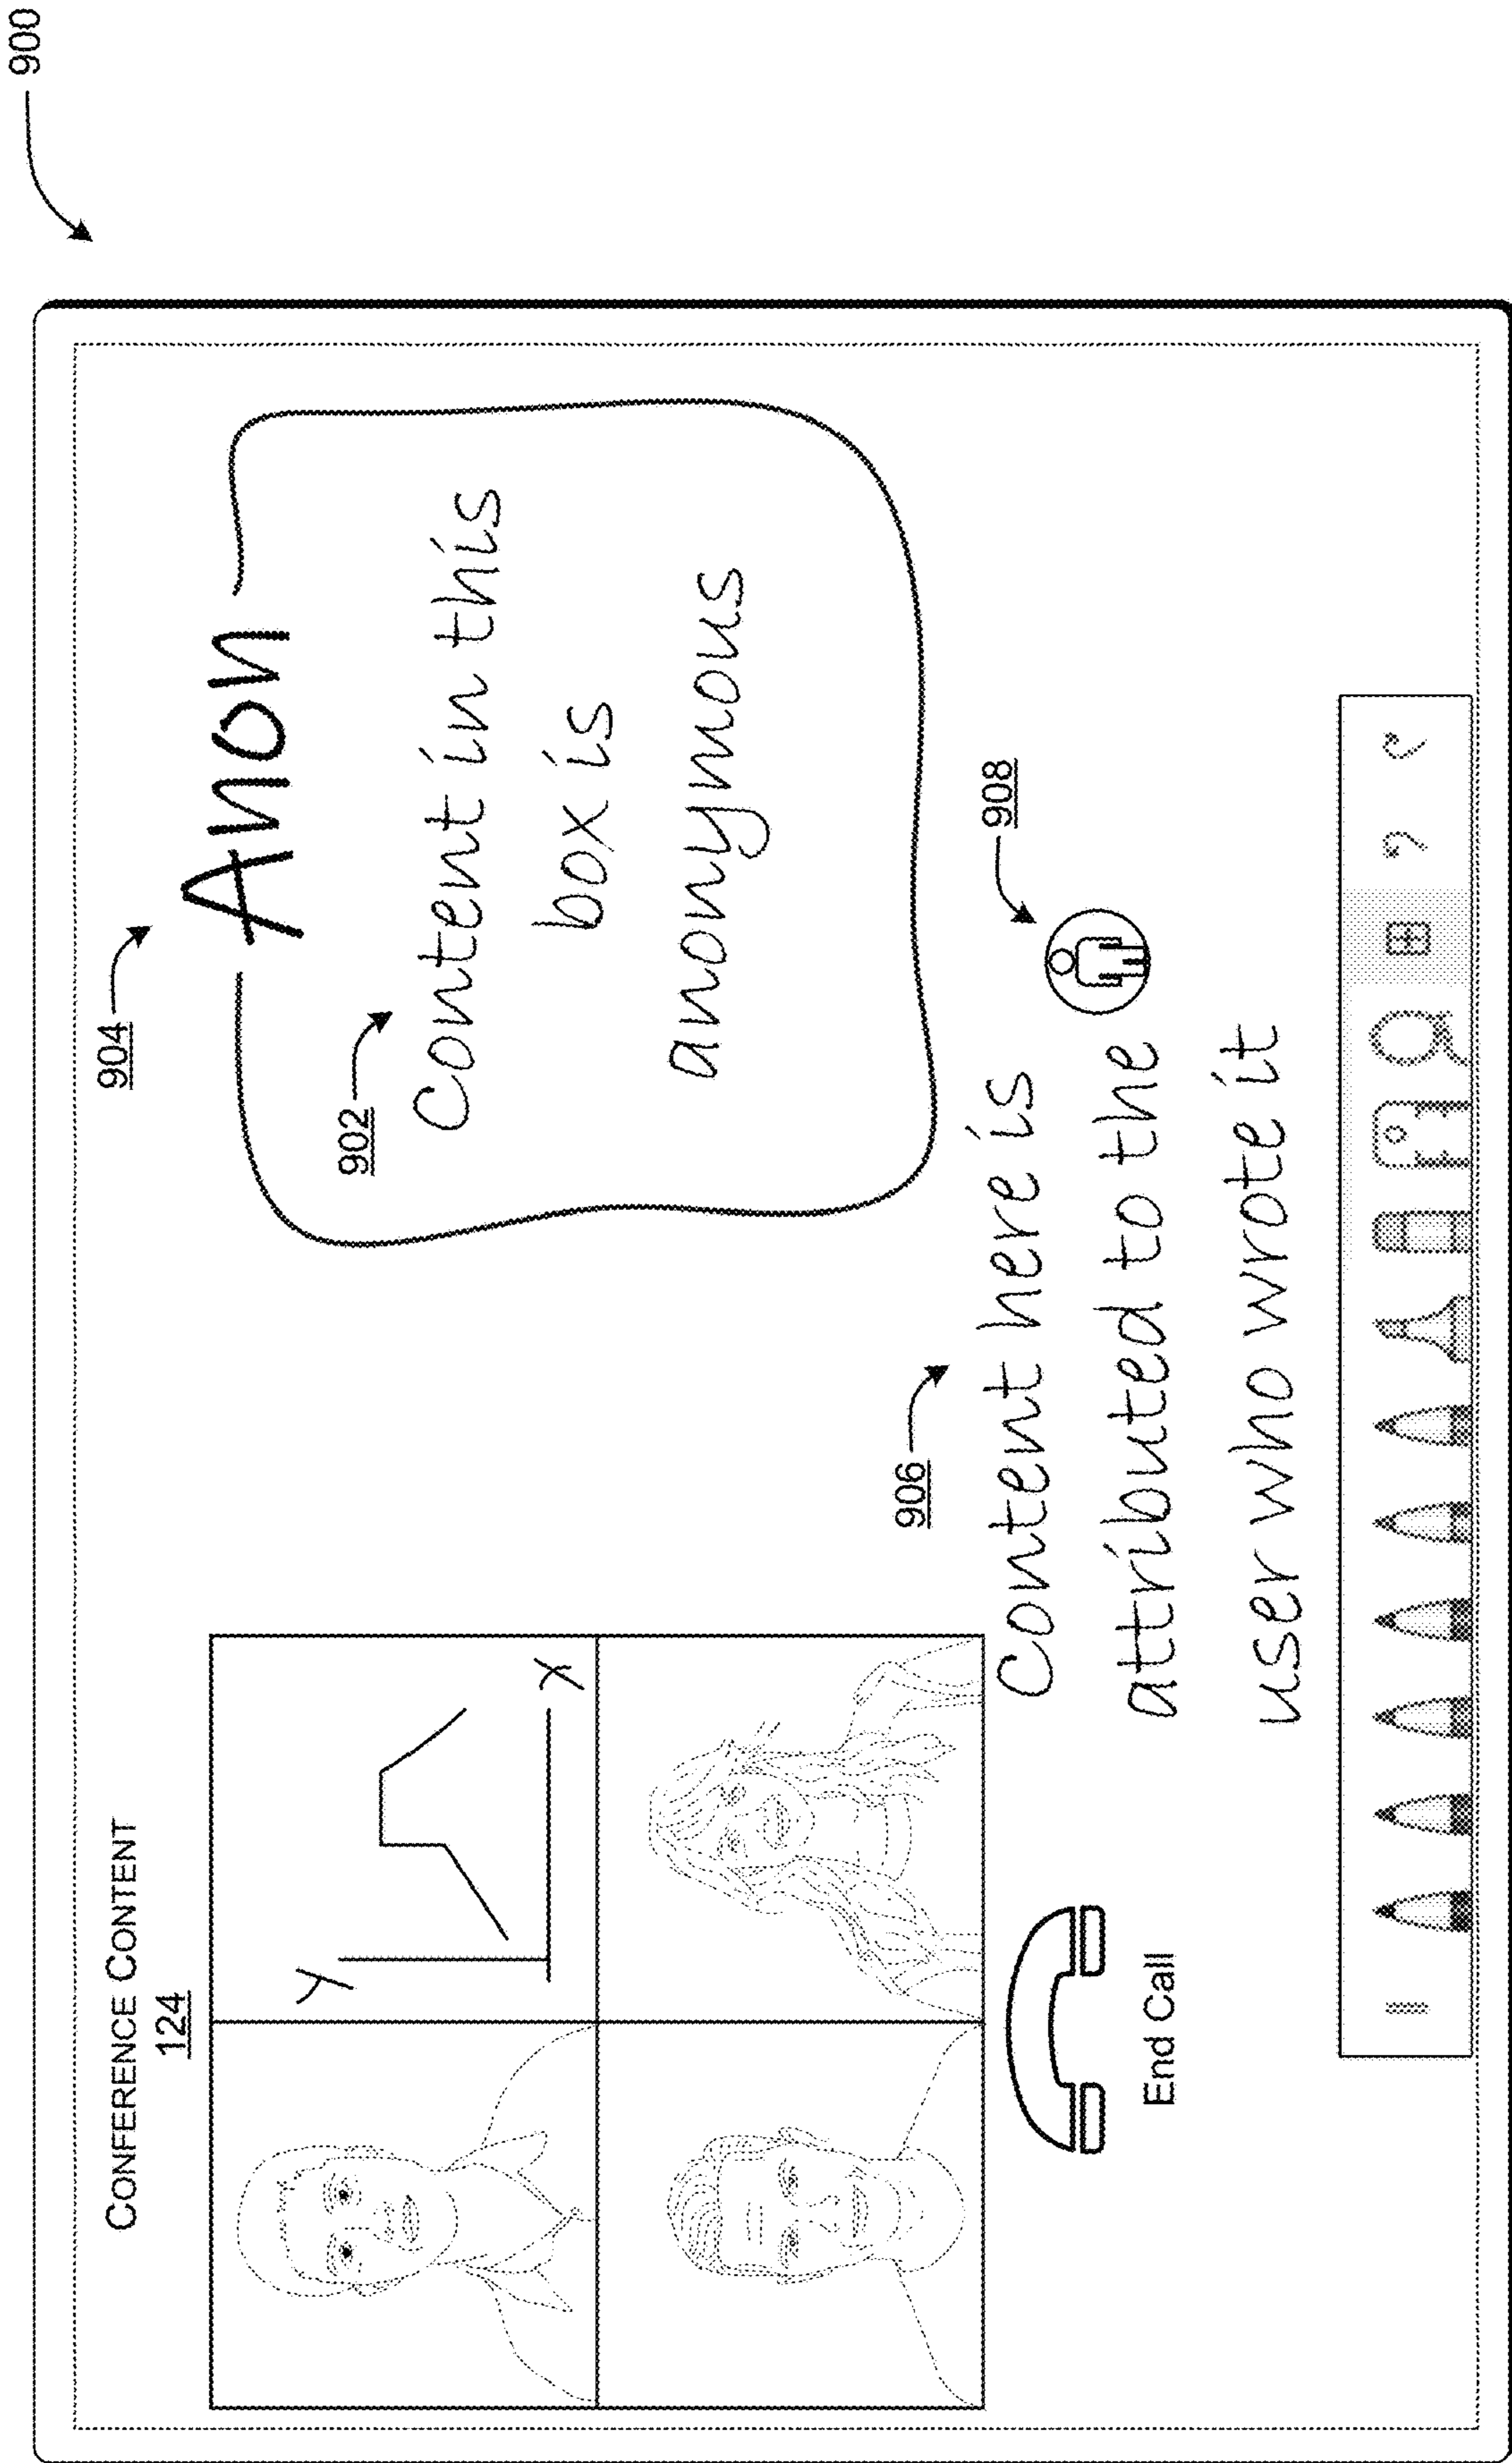 900
CONFERENCE CONTENT
124
Y
X
End Call
904
Anon
902
Content in this
box is
anonymous
906
Content here is
attributed to the
user who wrote it
908